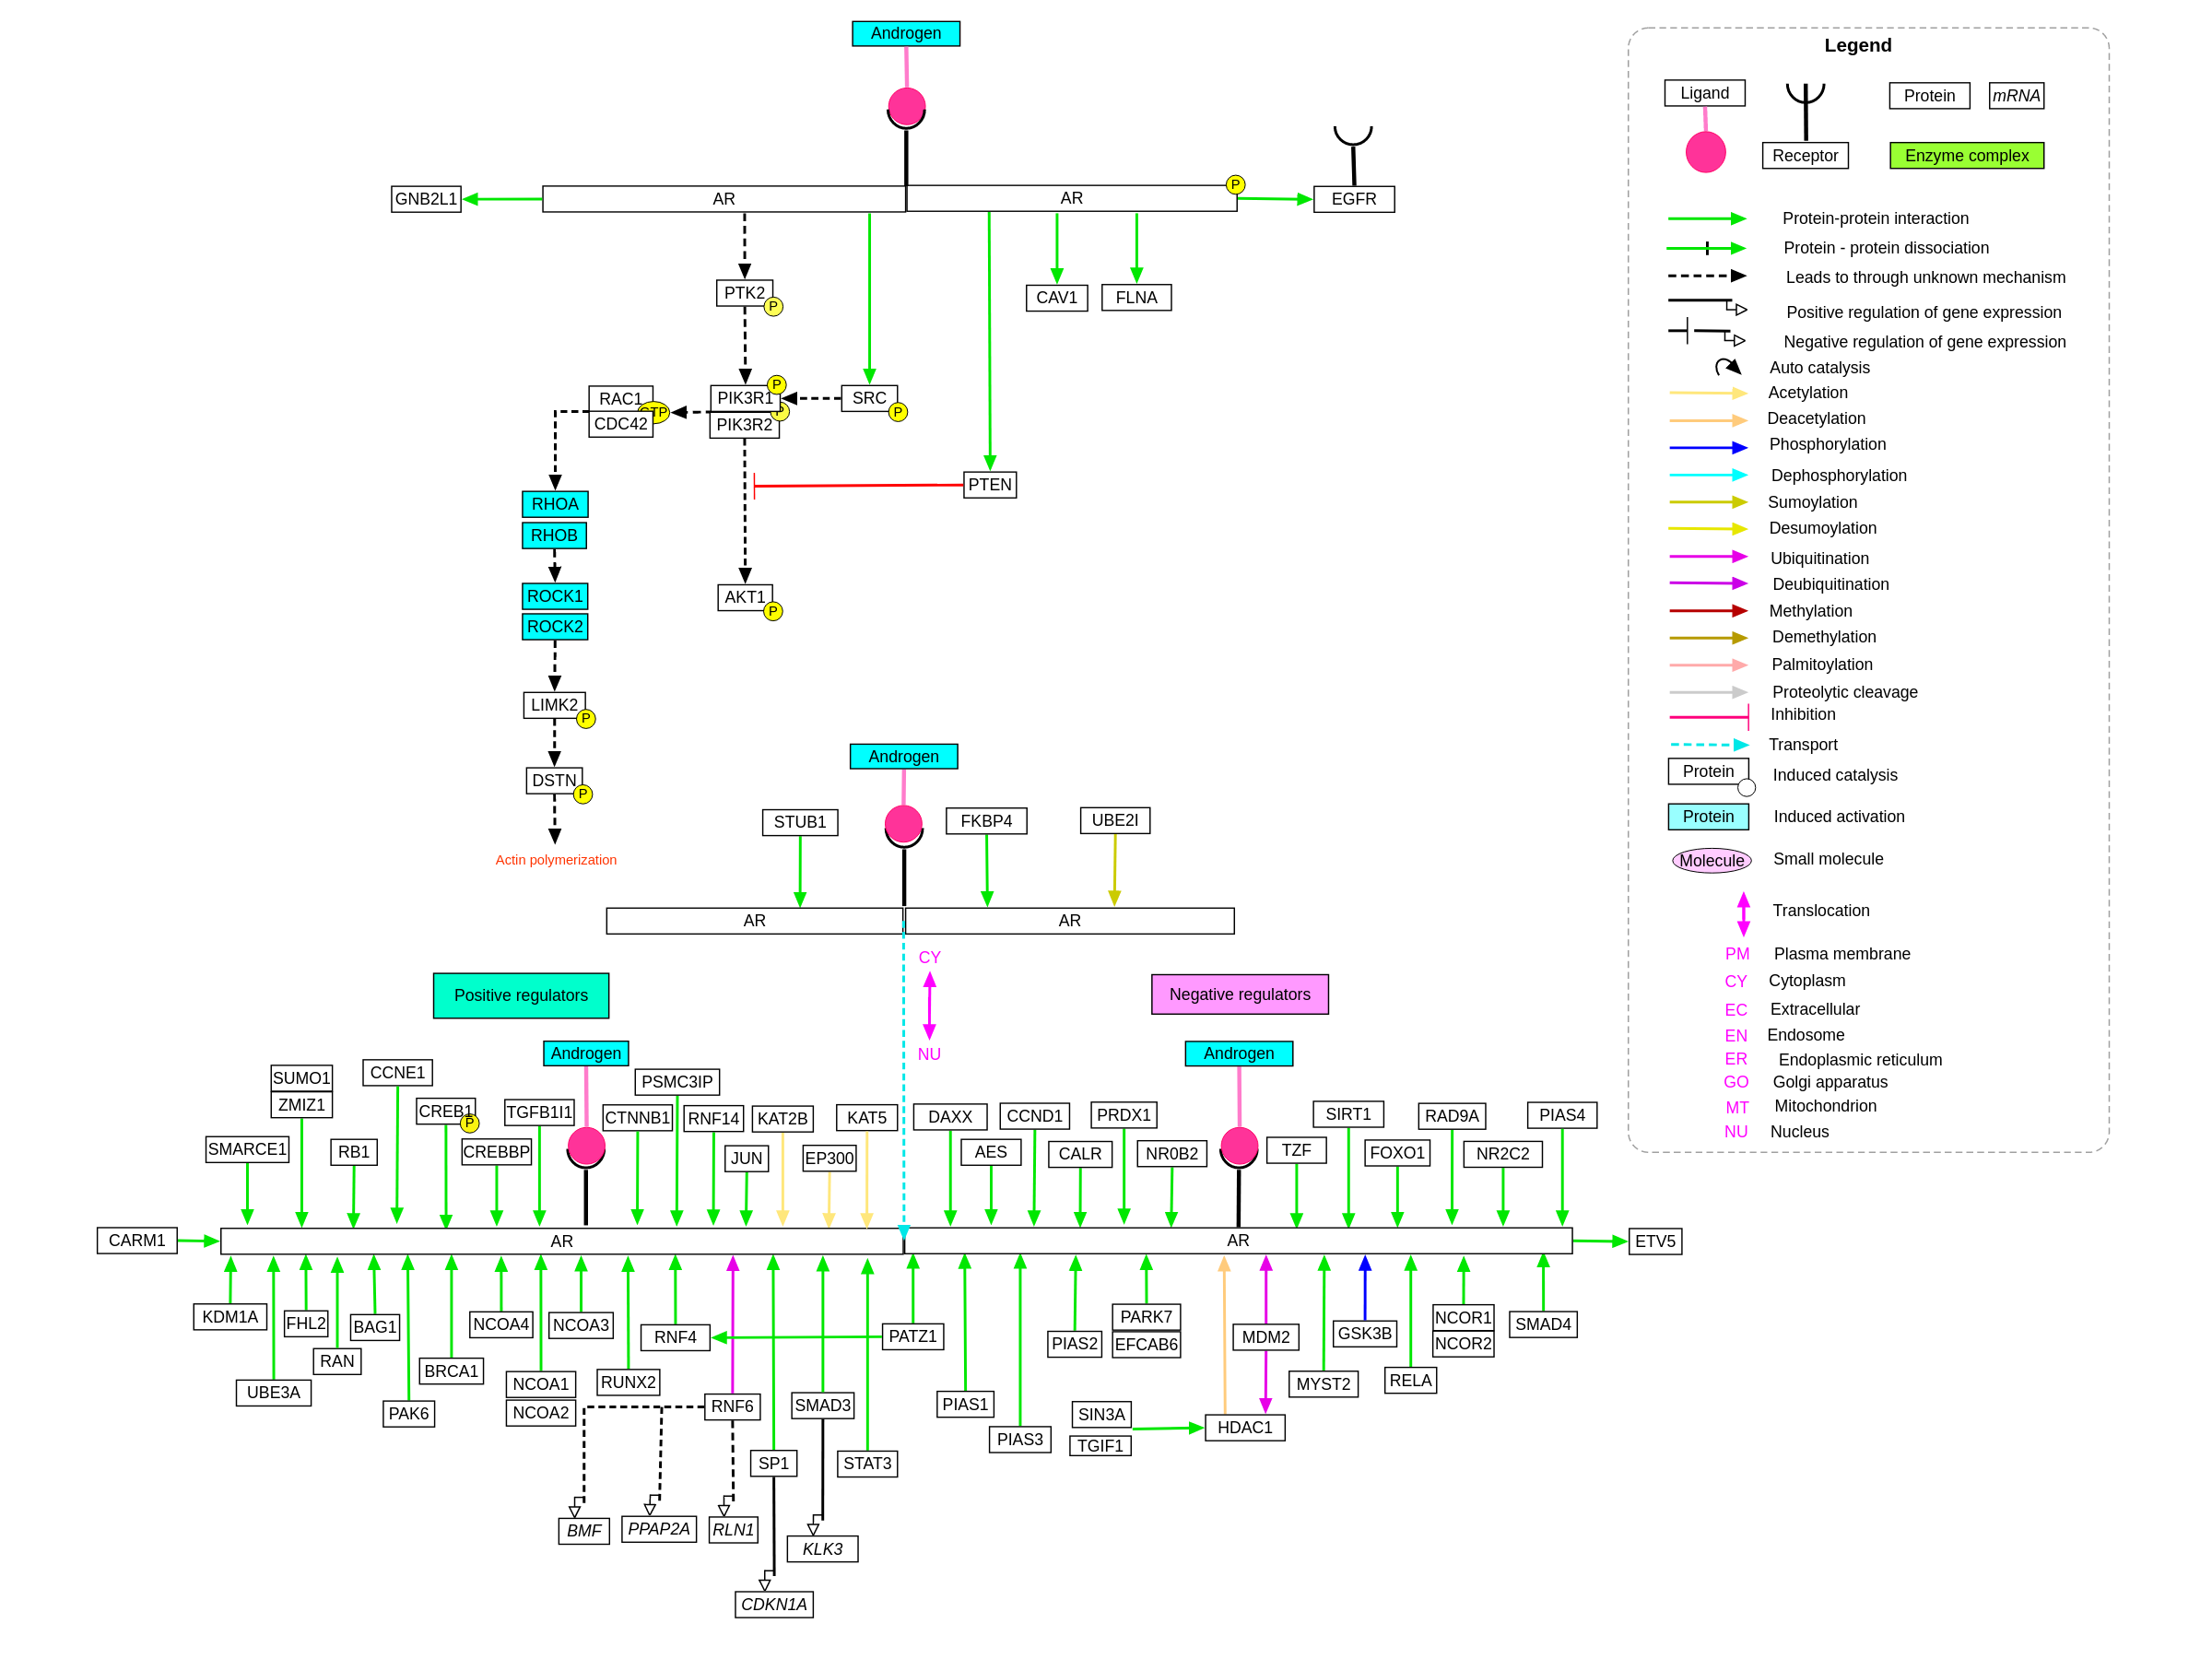 Androgen
GNB2L1
AR
AR
P
EGFR
PTK2
P
CAV1
FLNA
RAC1
CDC42
GTP
PIK3R1
P
PIK3R2
P
SRC
P
PTEN
RHOA
RHOB
ROCK1
ROCK2
AKT1
P
LIMK2
P
DSTN
P
Actin polymerization
Androgen
STUB1
FKBP4
UBE2I
AR
AR
CY
NU
Positive regulators
Negative regulators
Androgen
Androgen
SUMO1
ZMIZ1
CCNE1
CREB1
P
TGFB1I1
PSMC3IP
CTNNB1
RNF14
KAT2B
KAT5
SMARCE1
RB1
CREBBP
JUN
EP300
DAXX
CCND1
PRDX1
SIRT1
RAD9A
PIAS4
AES
CALR
NR0B2
TZF
FOXO1
NR2C2
CARM1
AR
AR
ETV5
KDM1A
FHL2
BAG1
NCOA4
NCOA3
RNF4
PATZ1
RAN
UBE3A
PAK6
BRCA1
NCOA1
NCOA2
RUNX2
RNF6
SMAD3
SP1
STAT3
PIAS1
PIAS3
PIAS2
PARK7
EFCAB6
MDM2
GSK3B
NCOR1
NCOR2
SMAD4
MYST2
RELA
SIN3A
TGIF1
HDAC1
BMF
PPAP2A
RLN1
KLK3
CDKN1A
Legend
Ligand
Receptor
Protein
mRNA
Enzyme complex
Protein-protein interaction
Protein - protein dissociation
Leads to through unknown mechanism
Positive regulation of gene expression
Negative regulation of gene expression
Auto catalysis
Acetylation
Deacetylation
Phosphorylation
Dephosphorylation
Sumoylation
Desumoylation
Ubiquitination
Deubiquitination
Methylation
Demethylation
Palmitoylation
Proteolytic cleavage
Inhibition
Transport
Protein
Induced catalysis
Protein
Induced activation
Molecule
Small molecule
Translocation
PM Plasma membrane
CY Cytoplasm
EC Extracellular
EN Endosome
ER Endoplasmic reticulum
GO Golgi apparatus
MT Mitochondrion
NU Nucleus